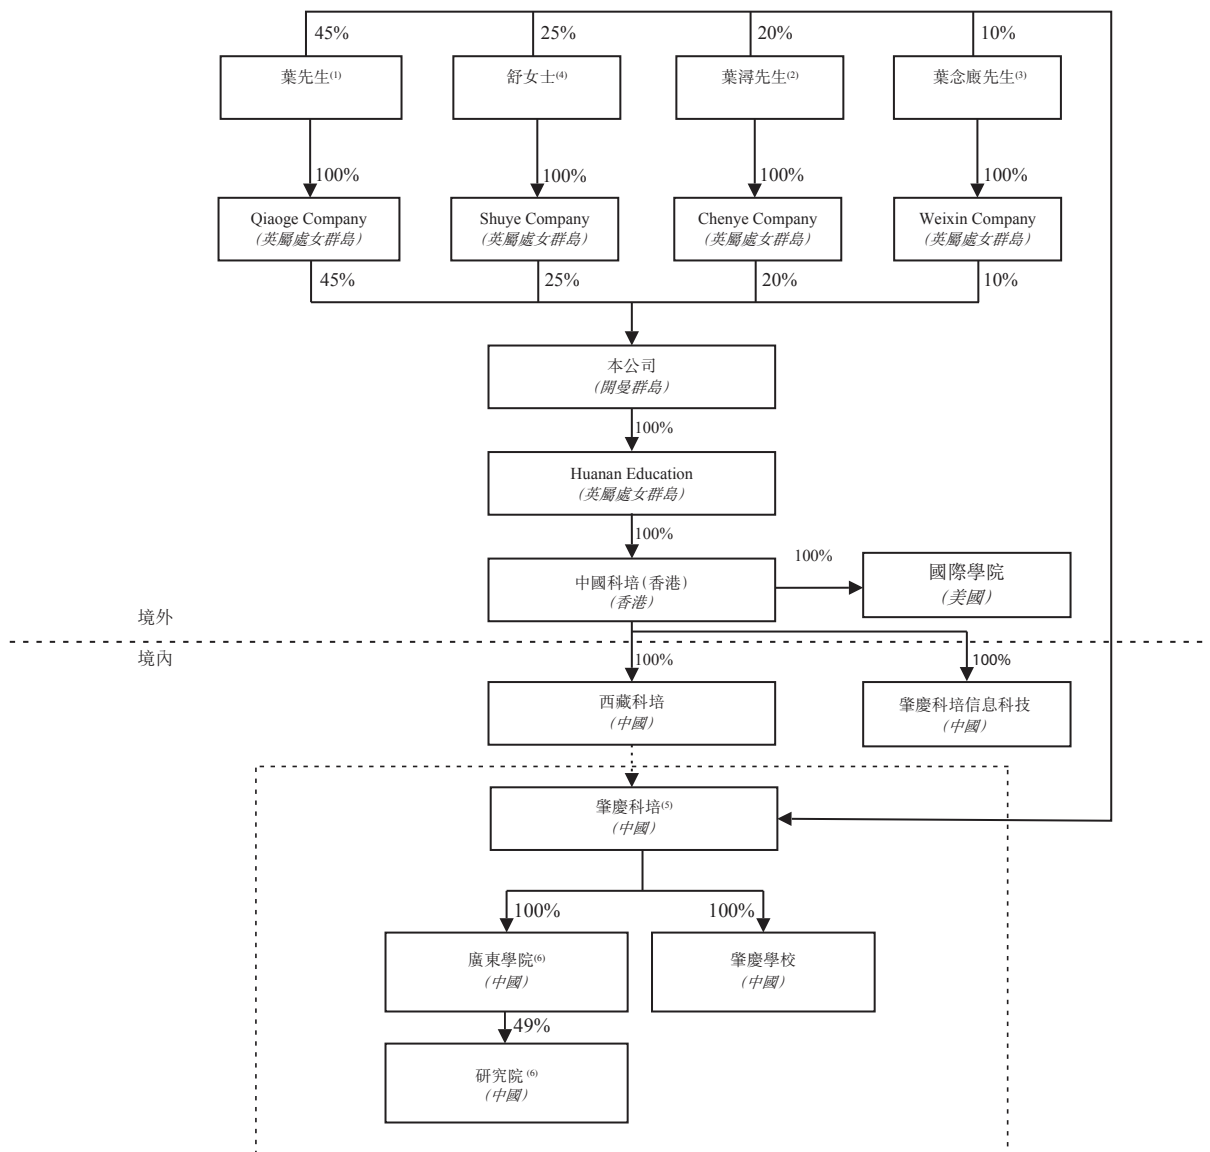 45%
25%
20%
10%
葉先生(1)
舒女士(4)
葉潯先生(2)
葉念廄先生(3)
100%
100%
100%
100%
Qiaoge Company
(英屬處女群島)
Shuye Company
(英屬處女群島)
Chenye Company
(英屬處女群島)
Weixin Company
(英屬處女群島)
45%
25%
20%
10%
本公司
(開曼群島)
100%
Huanan Education
(英屬處女群島)
100%
中國科培(香港)
(香港)
100%
國際學院
(美國)
境外
境內
100%
100%
西藏科培
(中國)
肇慶科培信息科技
(中國)
肇慶科培(5)
(中國)
100%
100%
廣東學院(6)
(中國)
肇慶學校
(中國)
49%
研究院(6)
(中國)